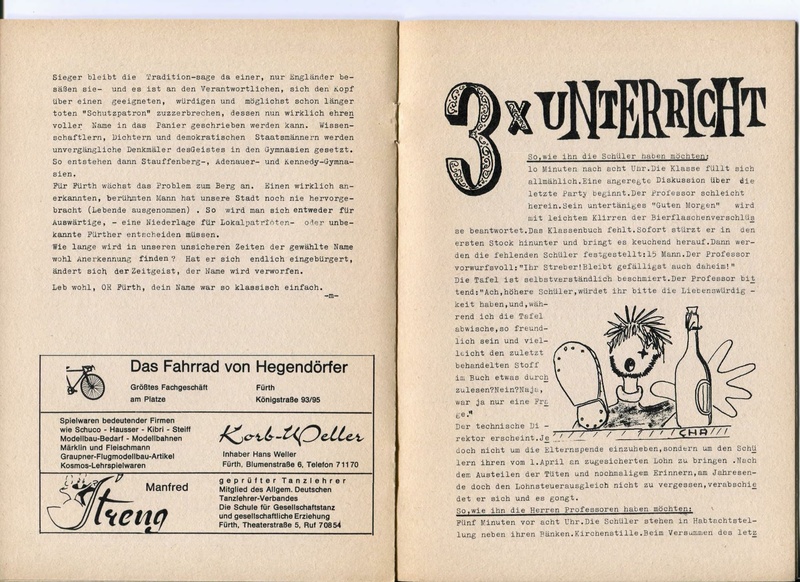 Sieger bleibt die Tradition-sage da einer, nur Engländer be-
säßen sie- und es ist an den Verantwortlichen, sich den Kopf
über einen geeigneten, würdigen und möglichst schon länger
toten "Schutzpatron" zuzzerbrechen, dessen nun wirklich ehren
voller Name in das Panier geschrieben werden kann. Wissen-
schaftlern, Dichtern und demokratischen Staatsmännern werden
unvergängliche Denkmäler desGeistes in den Gymnasien gesetzt.
So entstehen dann Stauffenberg-, Adenauer- und Kennedy-Gymna-
sien.
Für Fürth wächst das Problem zum Berg an. Einen wirklich an-
erkannten, berühmten Mann hat unsere Stadt noch nie hervorge-
bracht (Lebende ausgenommen) . So wird man sich entweder für
Auswärtige, - eine Niederlage für Lokalpatrioten- oder unbe-
kannte Fürther entscheiden müssen.
Wie lange wird in unseren unsicheren Zeiten der gewählte Name
wohl Anerkennung finden? Hat er sich endlich eingebürgert,
ändert sich der Zeitgeist, der Name wird verworfen.
Leb wohl, OH Fürth, dein Name war so klassisch einfach.
-m-
Das Fahrrad von Hegendörfer
Größtes Fachgeschäft Fürth
am Platze Königstraße 93/95
Spielwaren bedeutender Firmen
wie Schuco - Hausser - Kibri - Steiff
Modellbau-Bedarf - Modellbahnen
Märklin und Fleischmann
Graupner-Flugmodellbau-Artikel
Kosmos-Lehrspielwaren
Korb-Weller
Inhaber Hans Weller
Fürth, Blumenstraße 6, Telefon 71170
Manfred
Streng
geprüfter Tanzlehrer
Mitglied des Allgem. Deutschen
Tanzlehrer-Verbandes
Die Schule für Gesellschaftstanz
und gesellschaftliche Erziehung
Fürth, Theaterstraße 5, Ruf 70854
3 x UNTERRICHT
So,wie ihn die Schüler haben möchten:
lo Minuten nach acht Uhr.Die Klasse füllt sich
allmählich.Eine angeregte Diskussion über die
letzte Party beginnt.Der Professor schleicht
herein.Sein untertäniges "Guten Morgen" wird
mit leichtem Klirren der Bierflaschenverschlüs
se beantwortet.Das Klassenbuch fehlt.Sofort stürzt er in den
ersten Stock hinunter und bringt es keuchend herauf.Dann wer-
den die fehlenden Schüler festgestellt:15 Mann.Der Professor
vorwurfsvoll:"Ihr Streber!Bleibt gefälligst auch daheim!"
Die Tafel ist selbstverständlich beschmiert.Der Professor bit
tend:"Ach,höhere Schüler,würdet ihr bitte die Liebenswürdig -
keit haben,und,wäh-
rend ich die Tafel
abwische,so freund-
lich sein und viel-
leicht den zuletzt
behandelten Stoff
im Buch etwas durch
zulesen?Nein?Naja,
war ja nur eine Fra
ge."
CHA
Der technische Di -
rektor erscheint.Je
doch nicht um die Elternspende einzuheben,sondern um den Schü
lern ihren vom 1.April an zugesicherten Lohn zu bringen .Nach
dem Austeilen der Tüten und nochmaligem Erinnern,am Jahresen-
de doch den Lohnsteuerausgleich nicht zu vergessen,verabschie
det er sich und es gongt.
So,wie ihn die Herren Professoren haben möchten:
Fünf Minuten vor acht Uhr.Die Schüler stehen in Habtachtstel-
lung neben ihren Bänken.Kirchenstille.Beim Versummen des letz